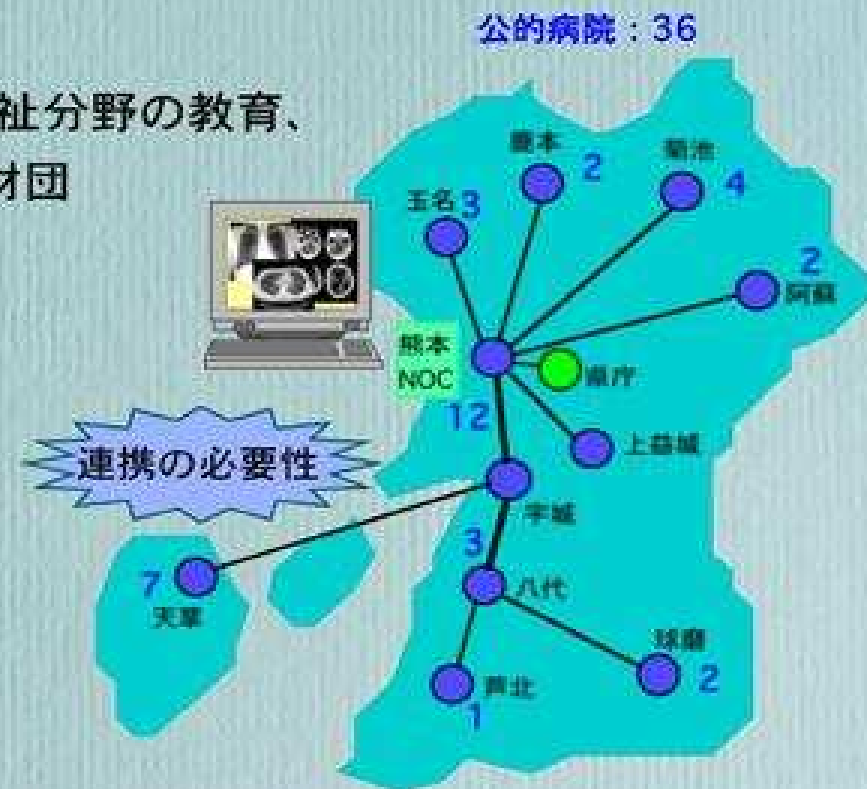 公的病院：36
祉分野の教育、
財団
鹿本
2
菊池
4
玉名
3
2
阿蘇
熊本
NOC
県庁
12
上益城
連携の必要性
宇城
3
八代
7
天草
球磨
2
芦北
1